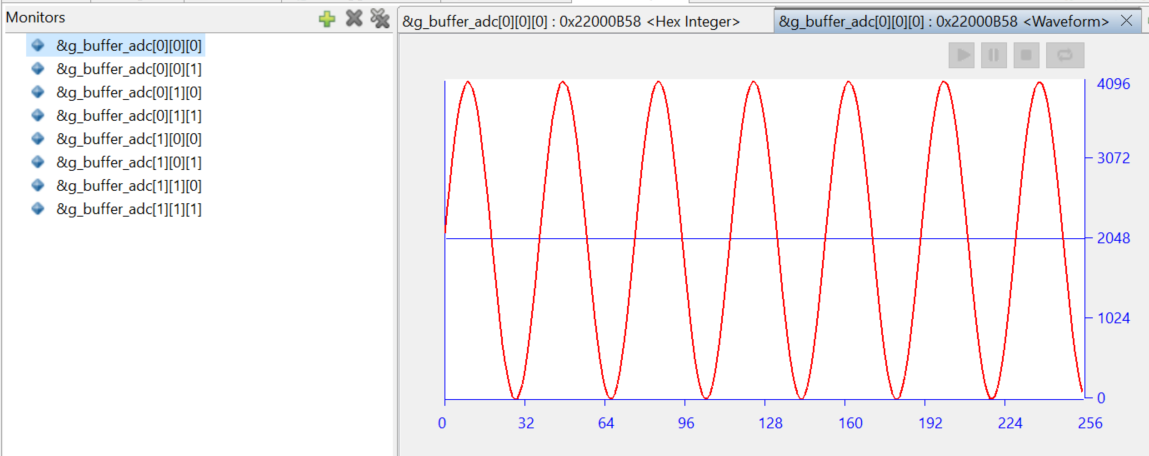 Monitors
&g_buffer_adc[0][0][0]
&g_buffer_adc[0][0][1]
&g_buffer_adc[0][1][0]
&g_buffer_adc[0][1][1]
&g_buffer_adc[1][0][0]
&g_buffer_adc[1][0][1]
&g_buffer_adc[1][1][0]
&g_buffer_adc[1][1][1]
&g_buffer_adc[0][0][0] : 0x22000B58 <Hex Integer>
&g_buffer_adc[0][0][0] : 0x22000B58 <Waveform>
4096
3072
2048
1024
0
0 32 64 96 128 160 192 224 256